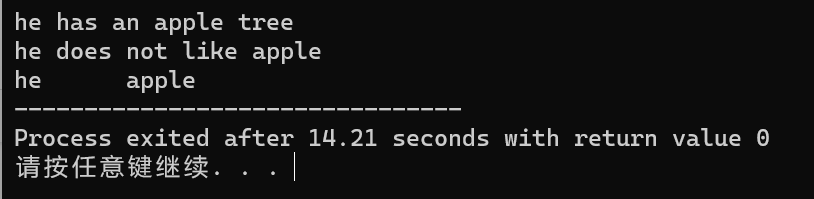 he has an apple tree
he does not like apple
he      apple
--------------------------------
Process exited after 14.21 seconds with return value 0
请按任意键继续. . .